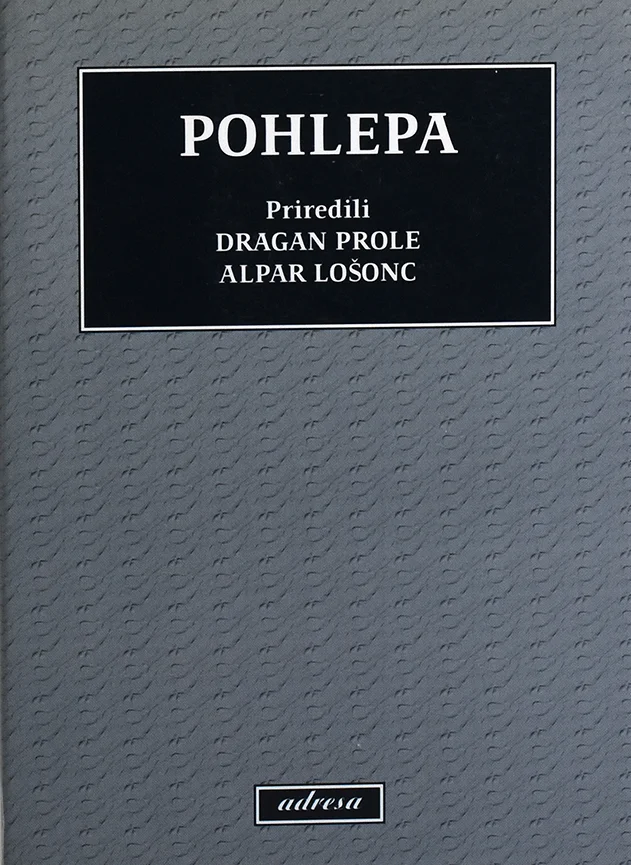 POHLEPA
Priredili
DRAGAN PROLE
ALPAR LOŠONC
adresa